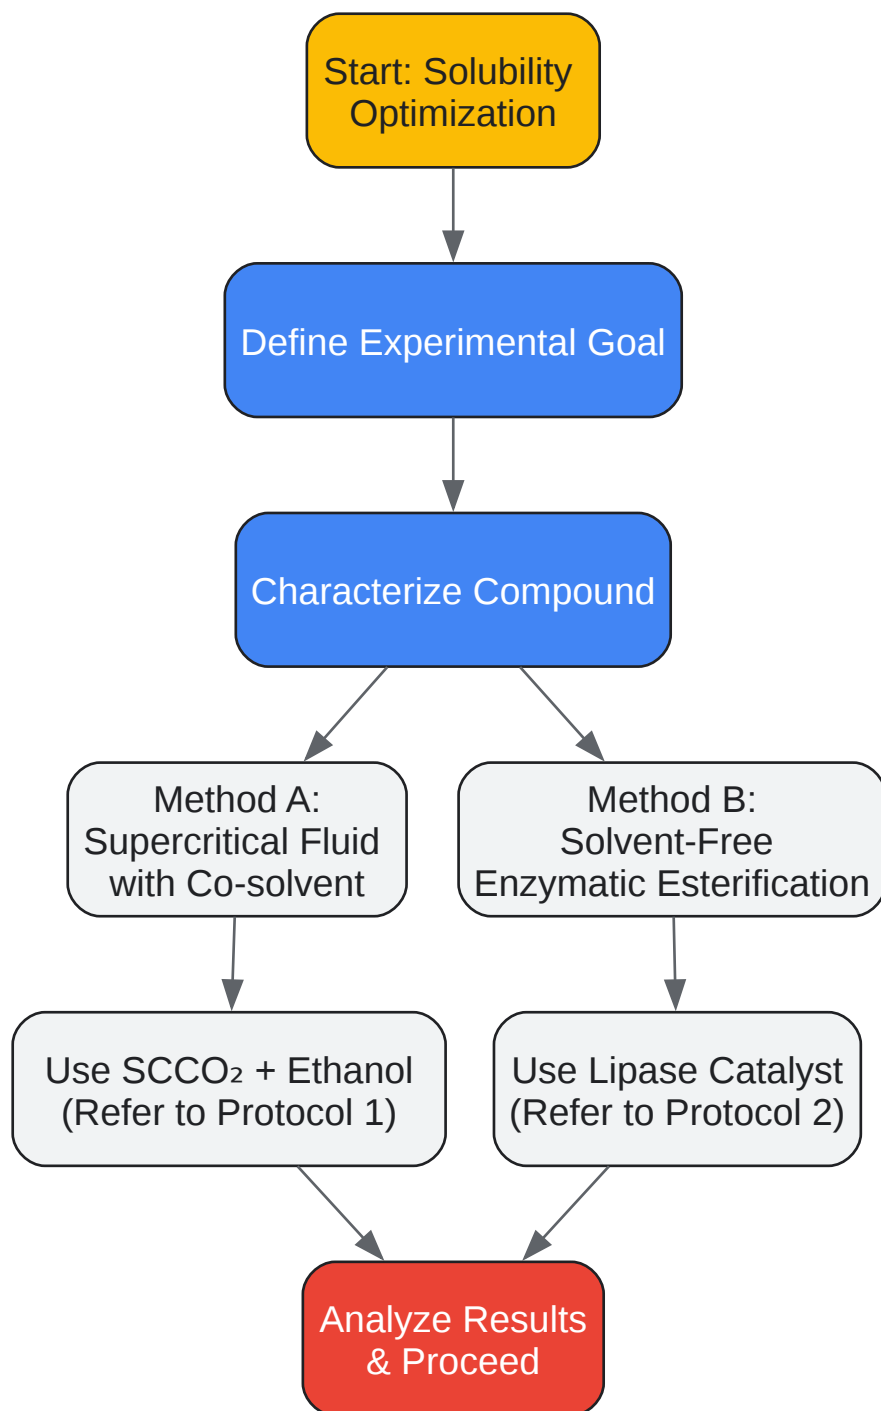 Start: Solubility
Optimization
Define Experimental Goal
Characterize Compound
Method A:
Supercritical Fluid
with Co-solvent
Method B:
Solvent-Free
Enzymatic Esterification
Use SCCO₂ + Ethanol
(Refer to Protocol 1)
Use Lipase Catalyst
(Refer to Protocol 2)
Analyze Results
& Proceed